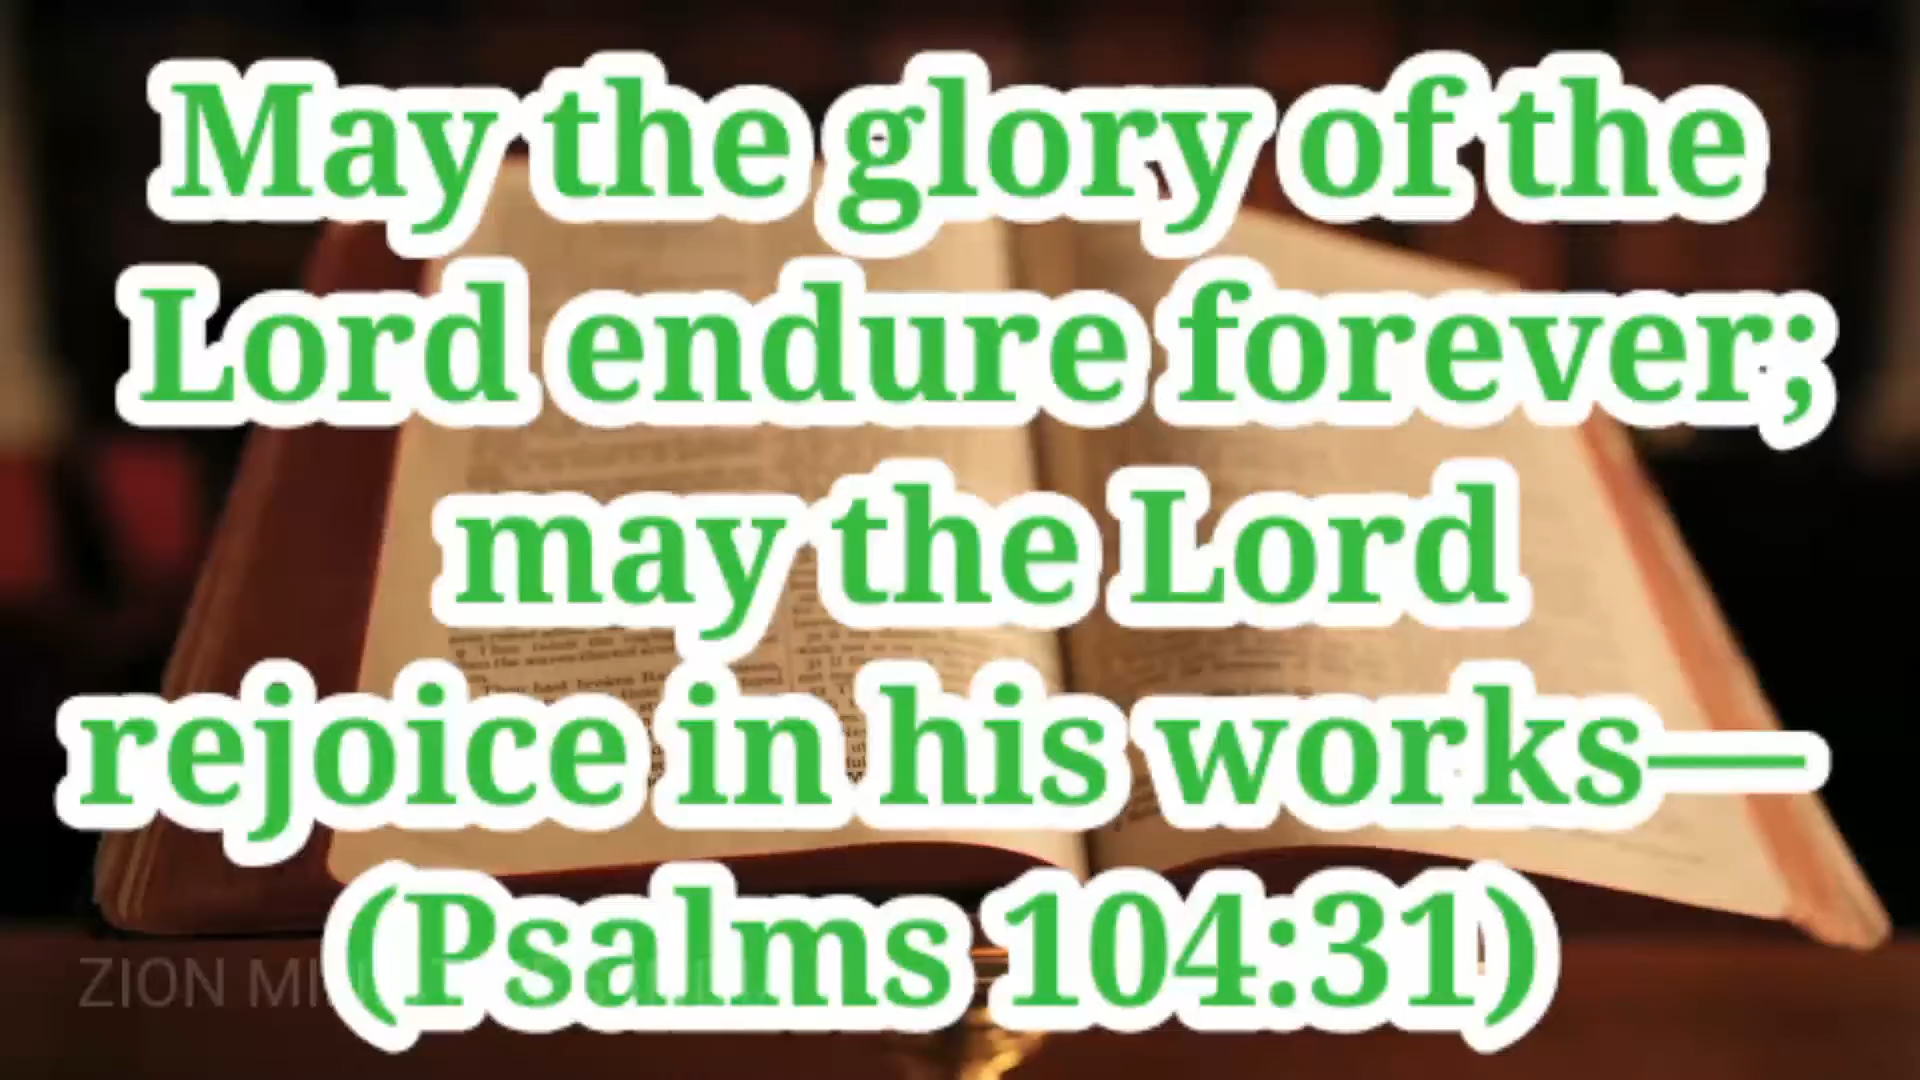 May the glory of the
Lord endure forever;
may the Lord
rejoice in his works—
(Psalms 104:31)
ZION